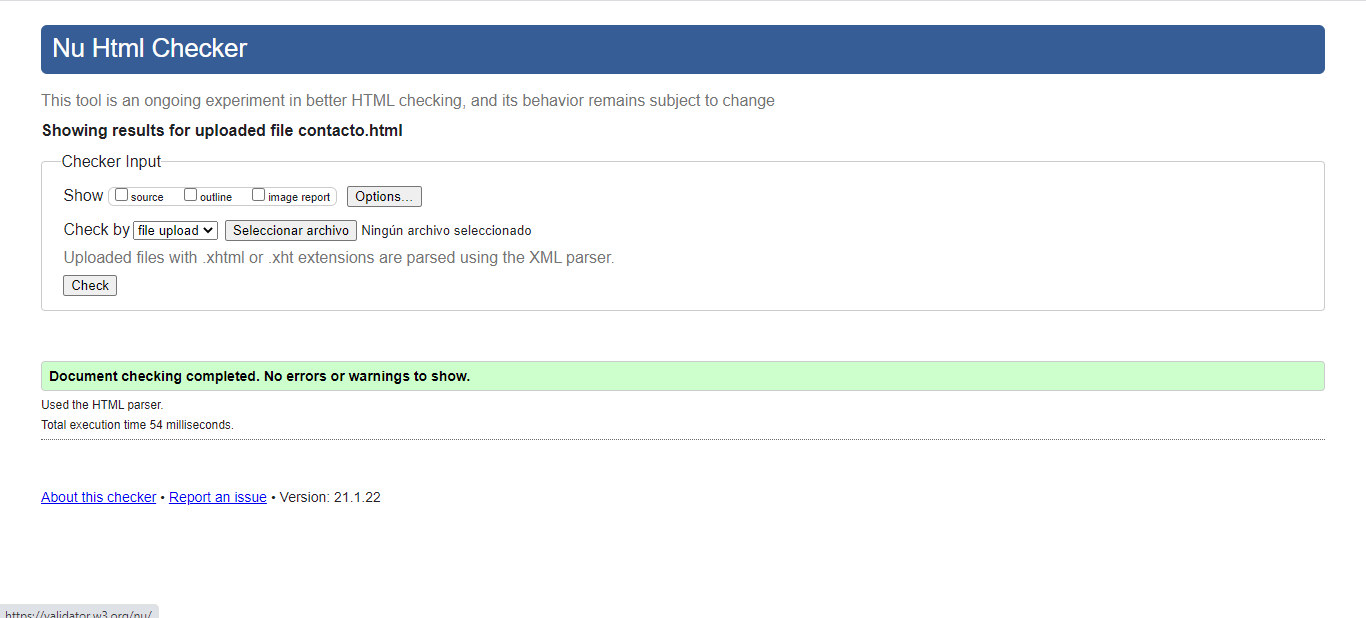 Nu Html Checker
This tool is an ongoing experiment in better HTML checking, and its behavior remains subject to change
Showing results for uploaded file contacto.html
Checker Input
Show source outline image report Options...
Check by file upload Seleccionar archivo Ningún archivo seleccionado
Uploaded files with .xhtml or .xht extensions are parsed using the XML parser.
Check
Document checking completed. No errors or warnings to show.
Used the HTML parser.
Total execution time 54 milliseconds.
About this checker • Report an issue • Version: 21.1.22
https://validator.w3.org/nu/